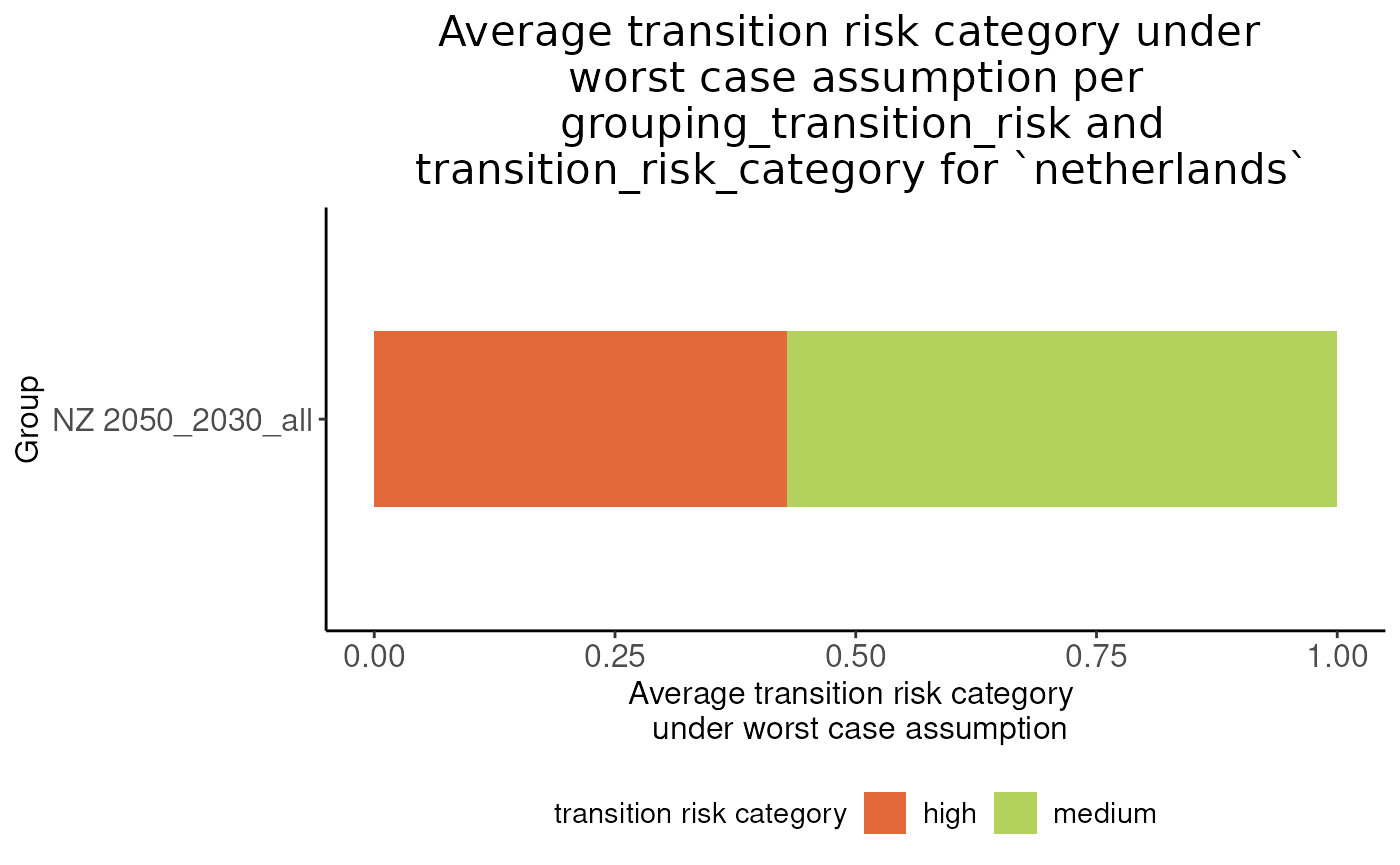 Average transition risk category under
worst case assumption per
grouping_transition_risk and
transition_risk_category for `netherlands`
Group
NZ 2050_2030_all
0.00 0.25 0.50 0.75 1.00
Average transition risk category
under worst case assumption
transition risk category high medium